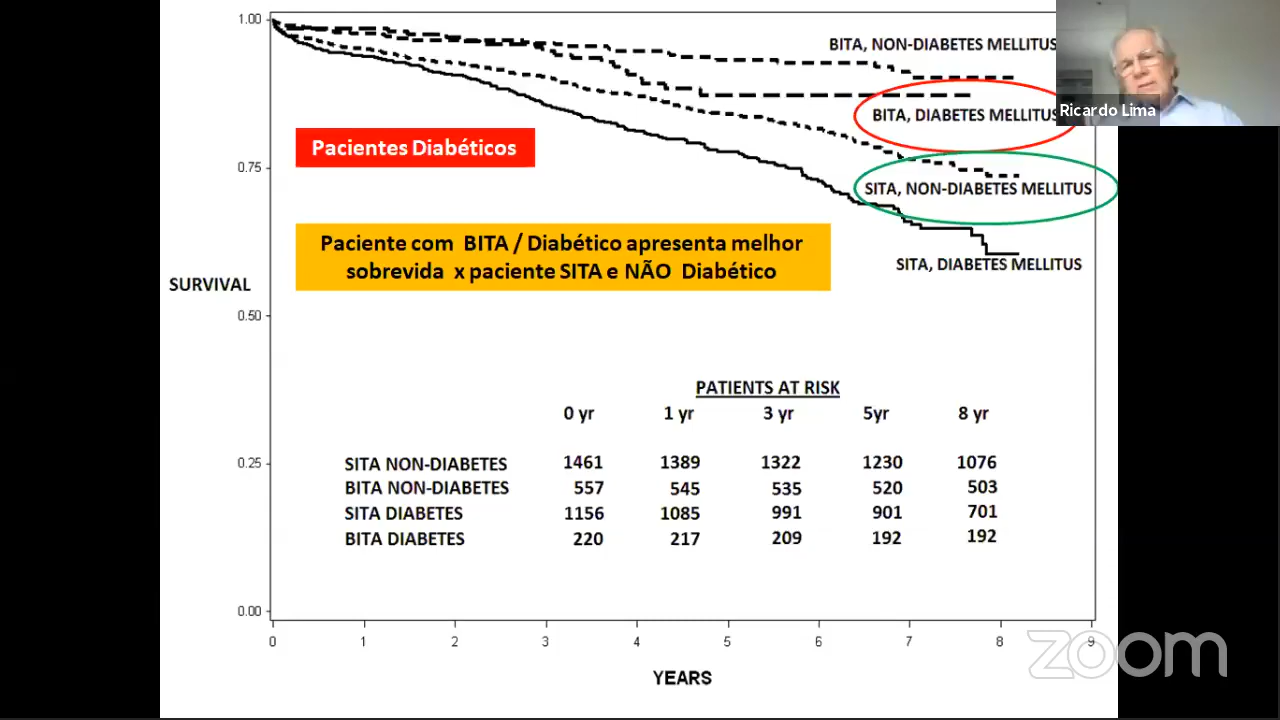 1.00
BITA, NON-DIABETES MELLITUS
BITA, DIABETES MELLITUS
Ricardo Lima
Pacientes Diabéticos
0.75
SITA, NON-DIABETES MELLITUS
Paciente com BITA / Diabético apresenta melhor
sobrevida x paciente SITA e NÃO Diabético
SITA, DIABETES MELLITUS
SURVIVAL
0.50
PATIENTS AT RISK
0 yr 1 yr 3 yr 5yr 8 yr
0.25
SITA NON-DIABETES 1461 1389 1322 1230 1076
BITA NON-DIABETES 557 545 535 520 503
SITA DIABETES 1156 1085 991 901 701
BITA DIABETES 220 217 209 192 192
0.00
0 1 2 3 4 5 6 7 8 9
YEARS
zoom